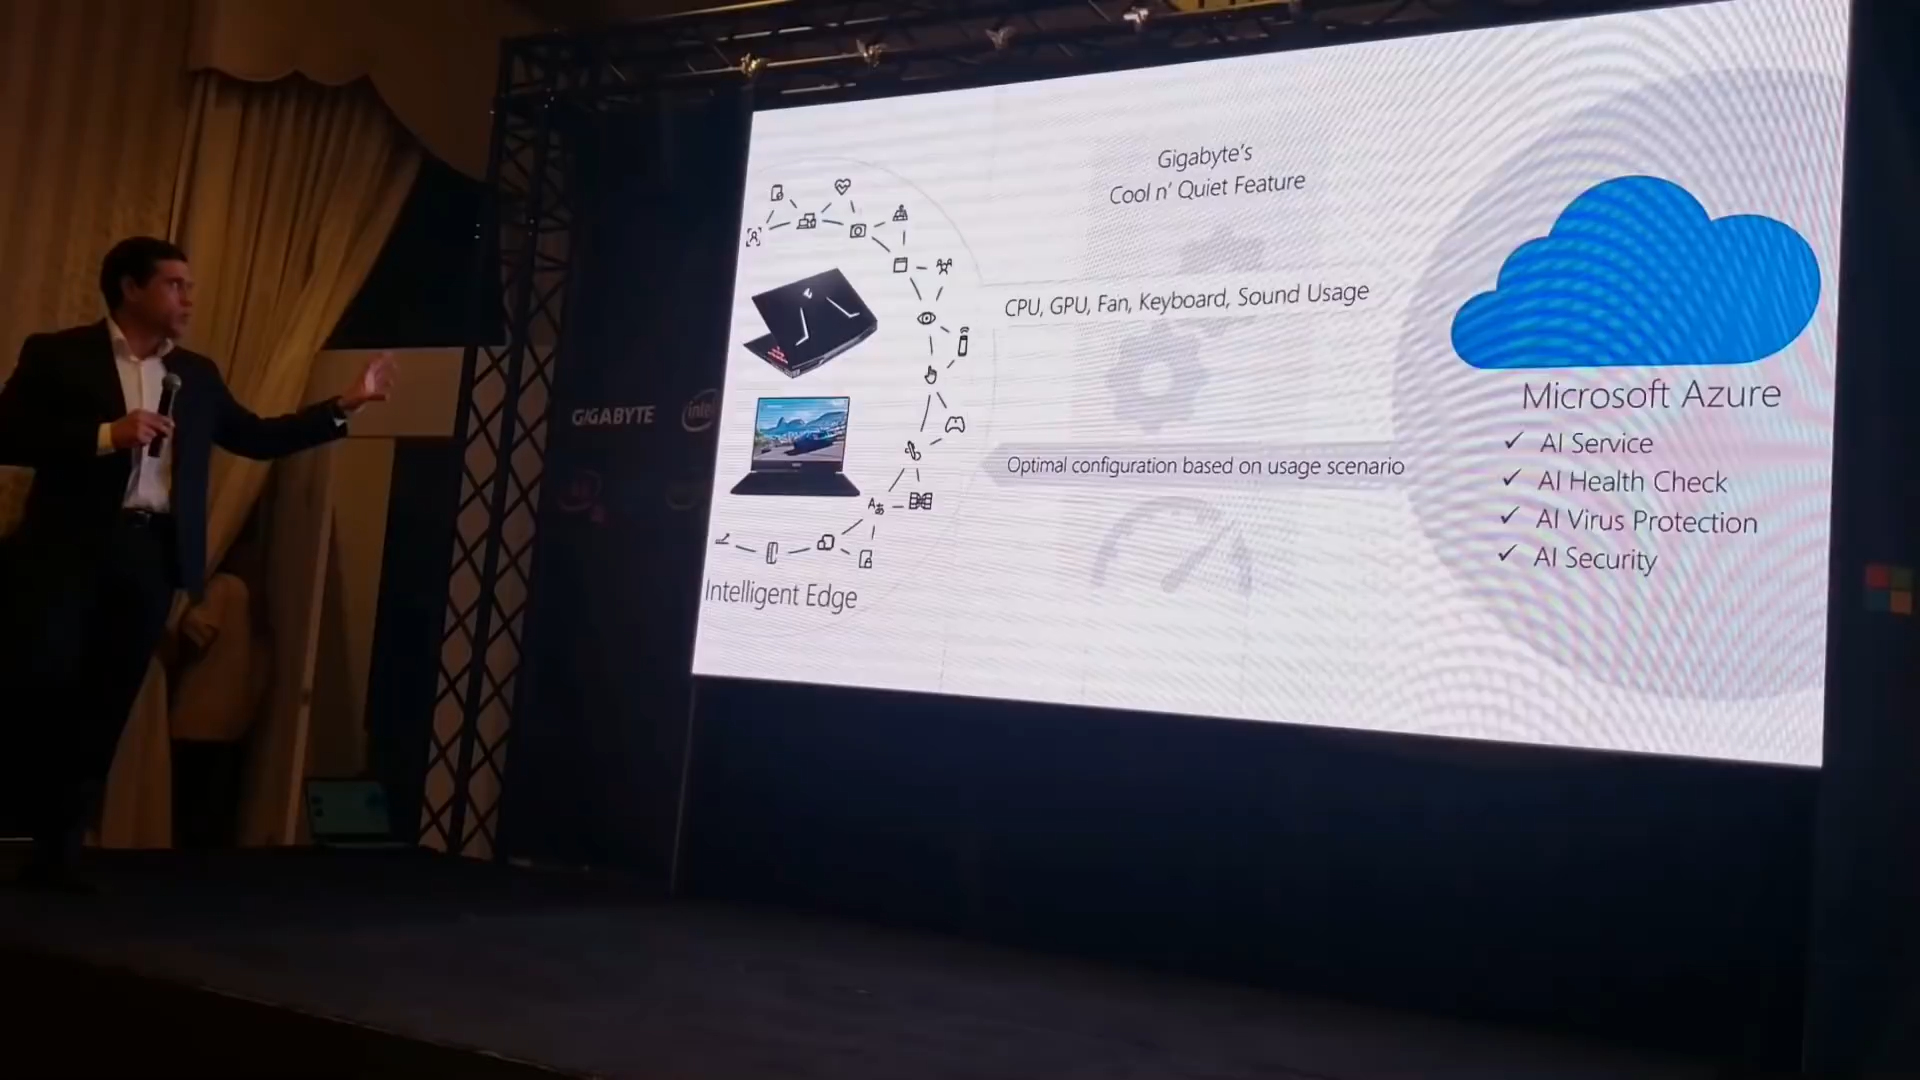 Gigabyte's
Cool n' Quiet Feature
CPU, GPU, Fan, Keyboard, Sound Usage
Optimal configuration based on usage scenario
Intelligent Edge
Microsoft Azure
✓ AI Service
✓ AI Health Check
✓ AI Virus Protection
✓ AI Security
GIGABYTE
intel